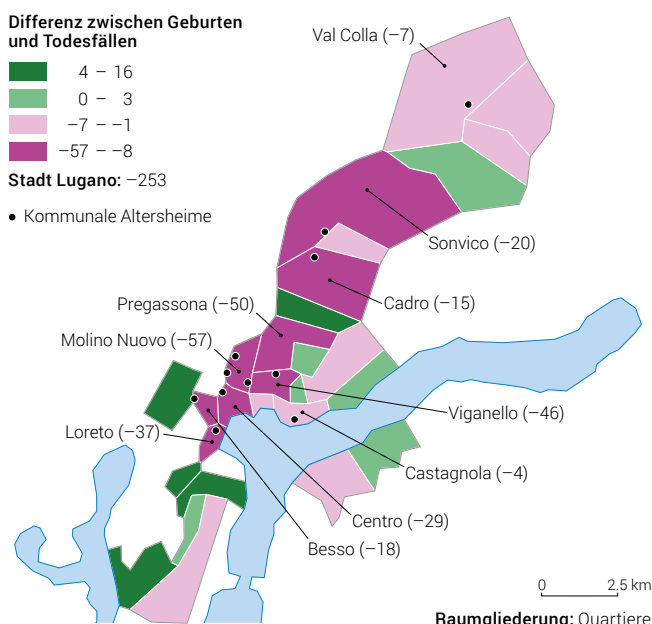 Differenz zwischen Geburten
und Todesfällen
4 – 16
0 – 3
–7 – –1
–57 – –8
Stadt Lugano: –253
Kommunale Altersheime
Val Colla (–7)
Sonvico (–20)
Cadro (–15)
Pregassona (–50)
Molino Nuovo (–57)
Viganello (–46)
Loreto (–37)
Castagnola (–4)
Centro (–29)
Besso (–18)
0 2.5 km
Raumgliederung: Quartiere